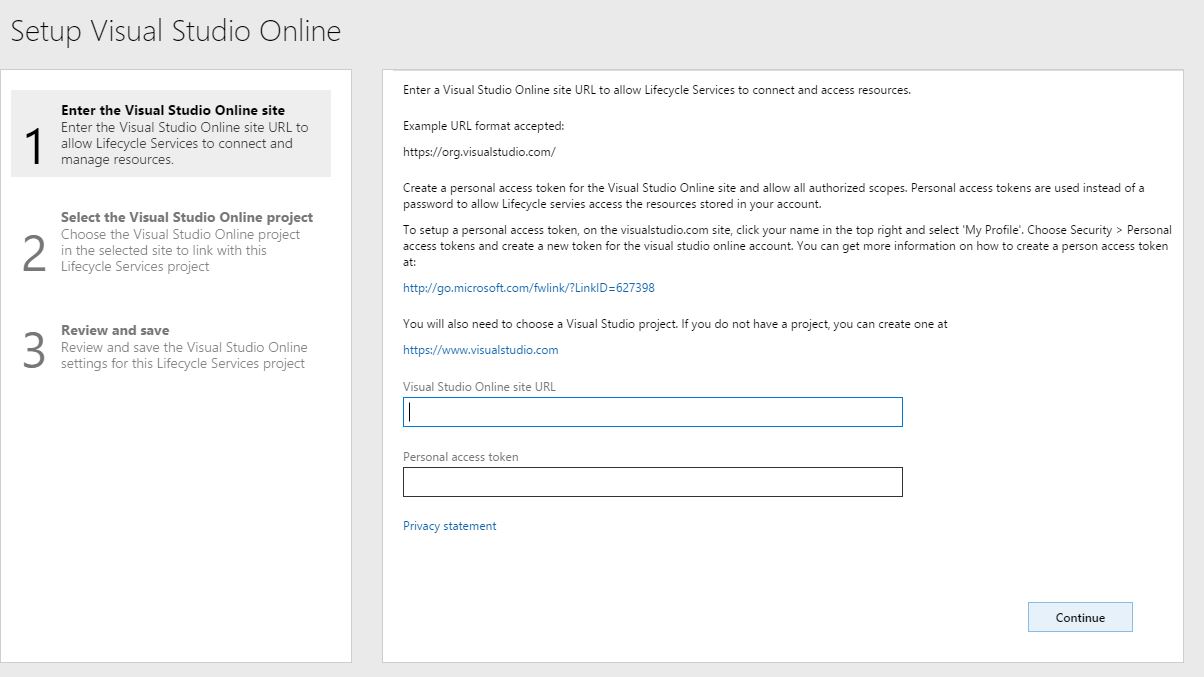 Setup Visual Studio Online
1
Enter the Visual Studio Online site
Enter the Visual Studio Online site URL to
allow Lifecycle Services to connect and
manage resources.
2
Select the Visual Studio Online project
Choose the Visual Studio Online project
in the selected site to link with this
Lifecycle Services project
3
Review and save
Review and save the Visual Studio Online
settings for this Lifecycle Services project
Enter a Visual Studio Online site URL to allow Lifecycle Services to connect and access resources.
Example URL format accepted:
https://org.visualstudio.com/
Create a personal access token for the Visual Studio Online site and allow all authorized scopes. Personal access tokens are used instead of a
password to allow Lifecycle servies access the resources stored in your account.
To setup a personal access token, on the visualstudio.com site, click your name in the top right and select 'My Profile'. Choose Security > Personal
access tokens and create a new token for the visual studio online account. You can get more information on how to create a person access token
at:
http://go.microsoft.com/fwlink/?LinkID=627398
You will also need to choose a Visual Studio project. If you do not have a project, you can create one at
https://www.visualstudio.com
Visual Studio Online site URL
Personal access token
Privacy statement
Continue